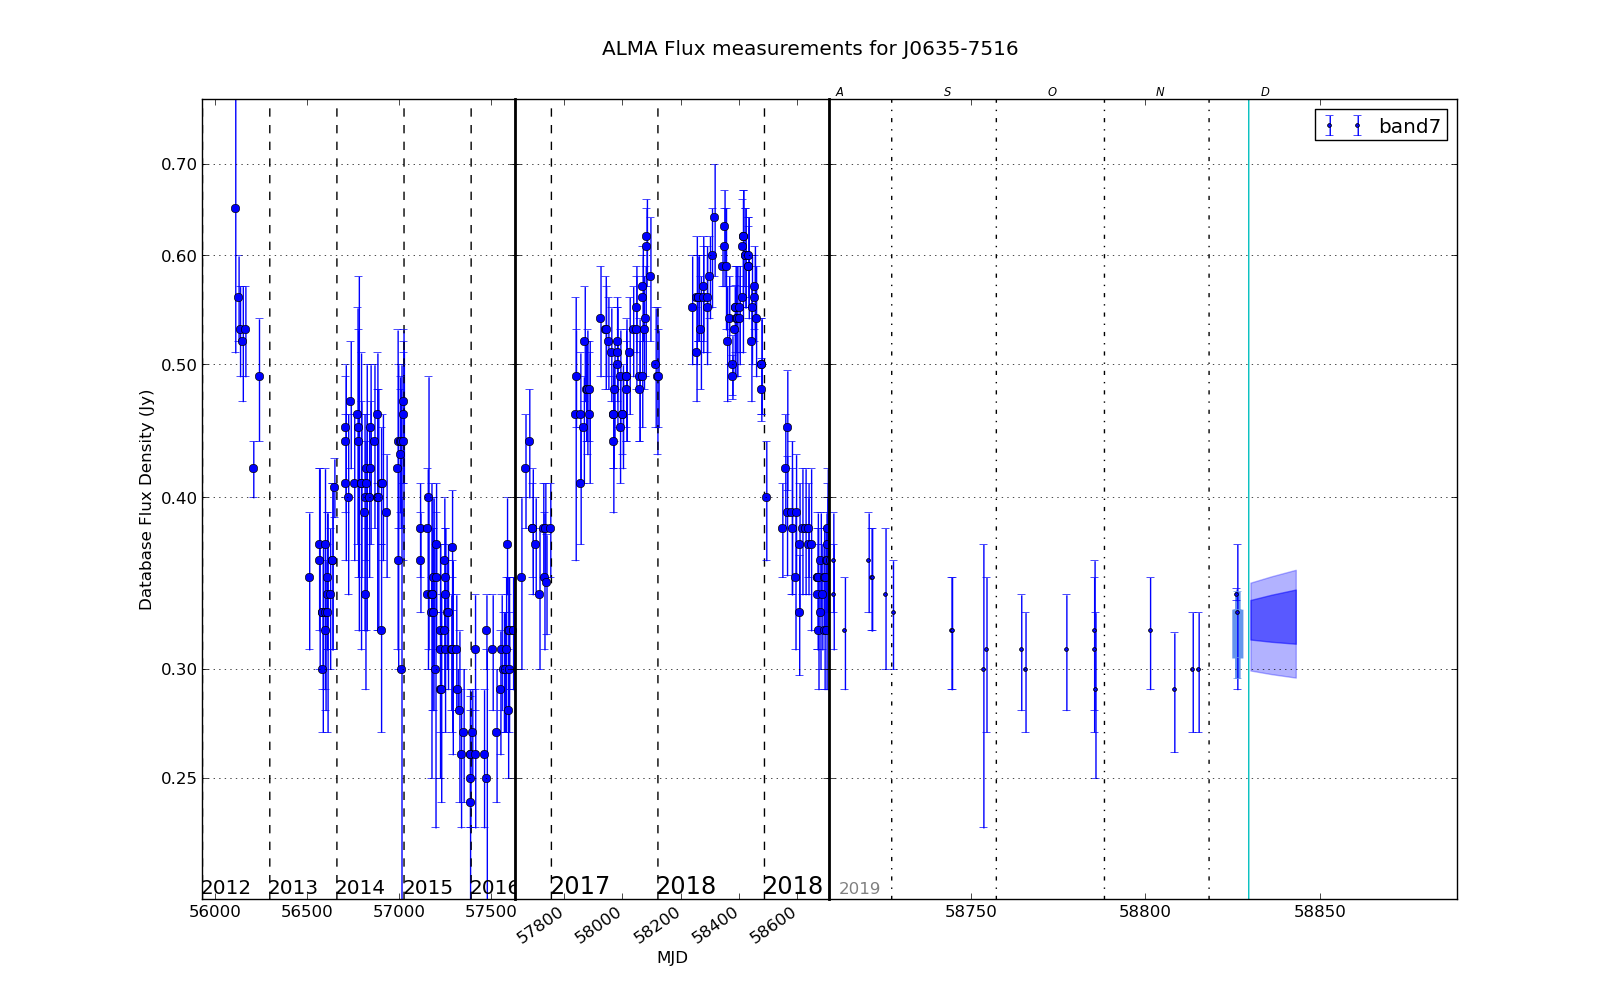 ALMA Flux measurements for J0635-7516
A S O N D
band7
0.70
0.60
0.50
0.40
0.30
0.25
Database Flux Density (Jy)
2012 2013 2014 2015 2016 2017 2018 2018 2019
56000 56500 57000 57500 57800 58000 58200 58400 58600 58750 58800 58850
MJD